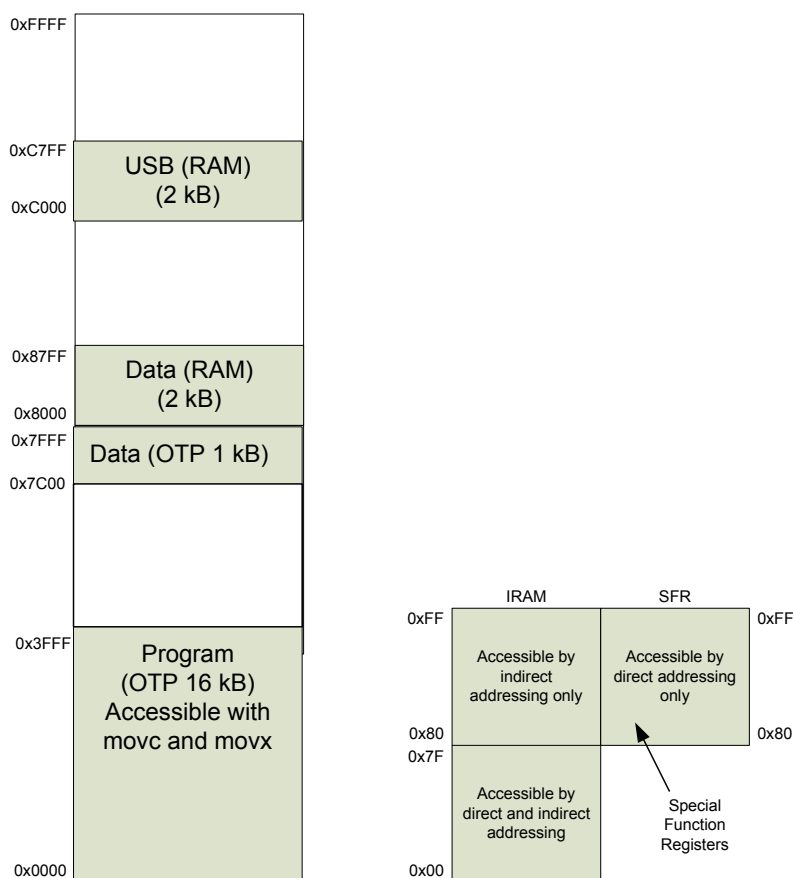 0xFFFF
0xC7FF
USB (RAM)
(2 kB)
0xC000
0x87FF
Data (RAM)
(2 kB)
0x8000
0x7FFF
Data (OTP 1 kB)
0x7C00
0x3FFF
Program
(OTP 16 kB)
Accessible with
movc and movx
0x0000
IRAM
SFR
0xFF
0xFF
Accessible by
indirect
addressing only
Accessible by
direct addressing
only
0x80
0x80
0x7F
Accessible by
direct and indirect
addressing
Special
Function
Registers
0x00